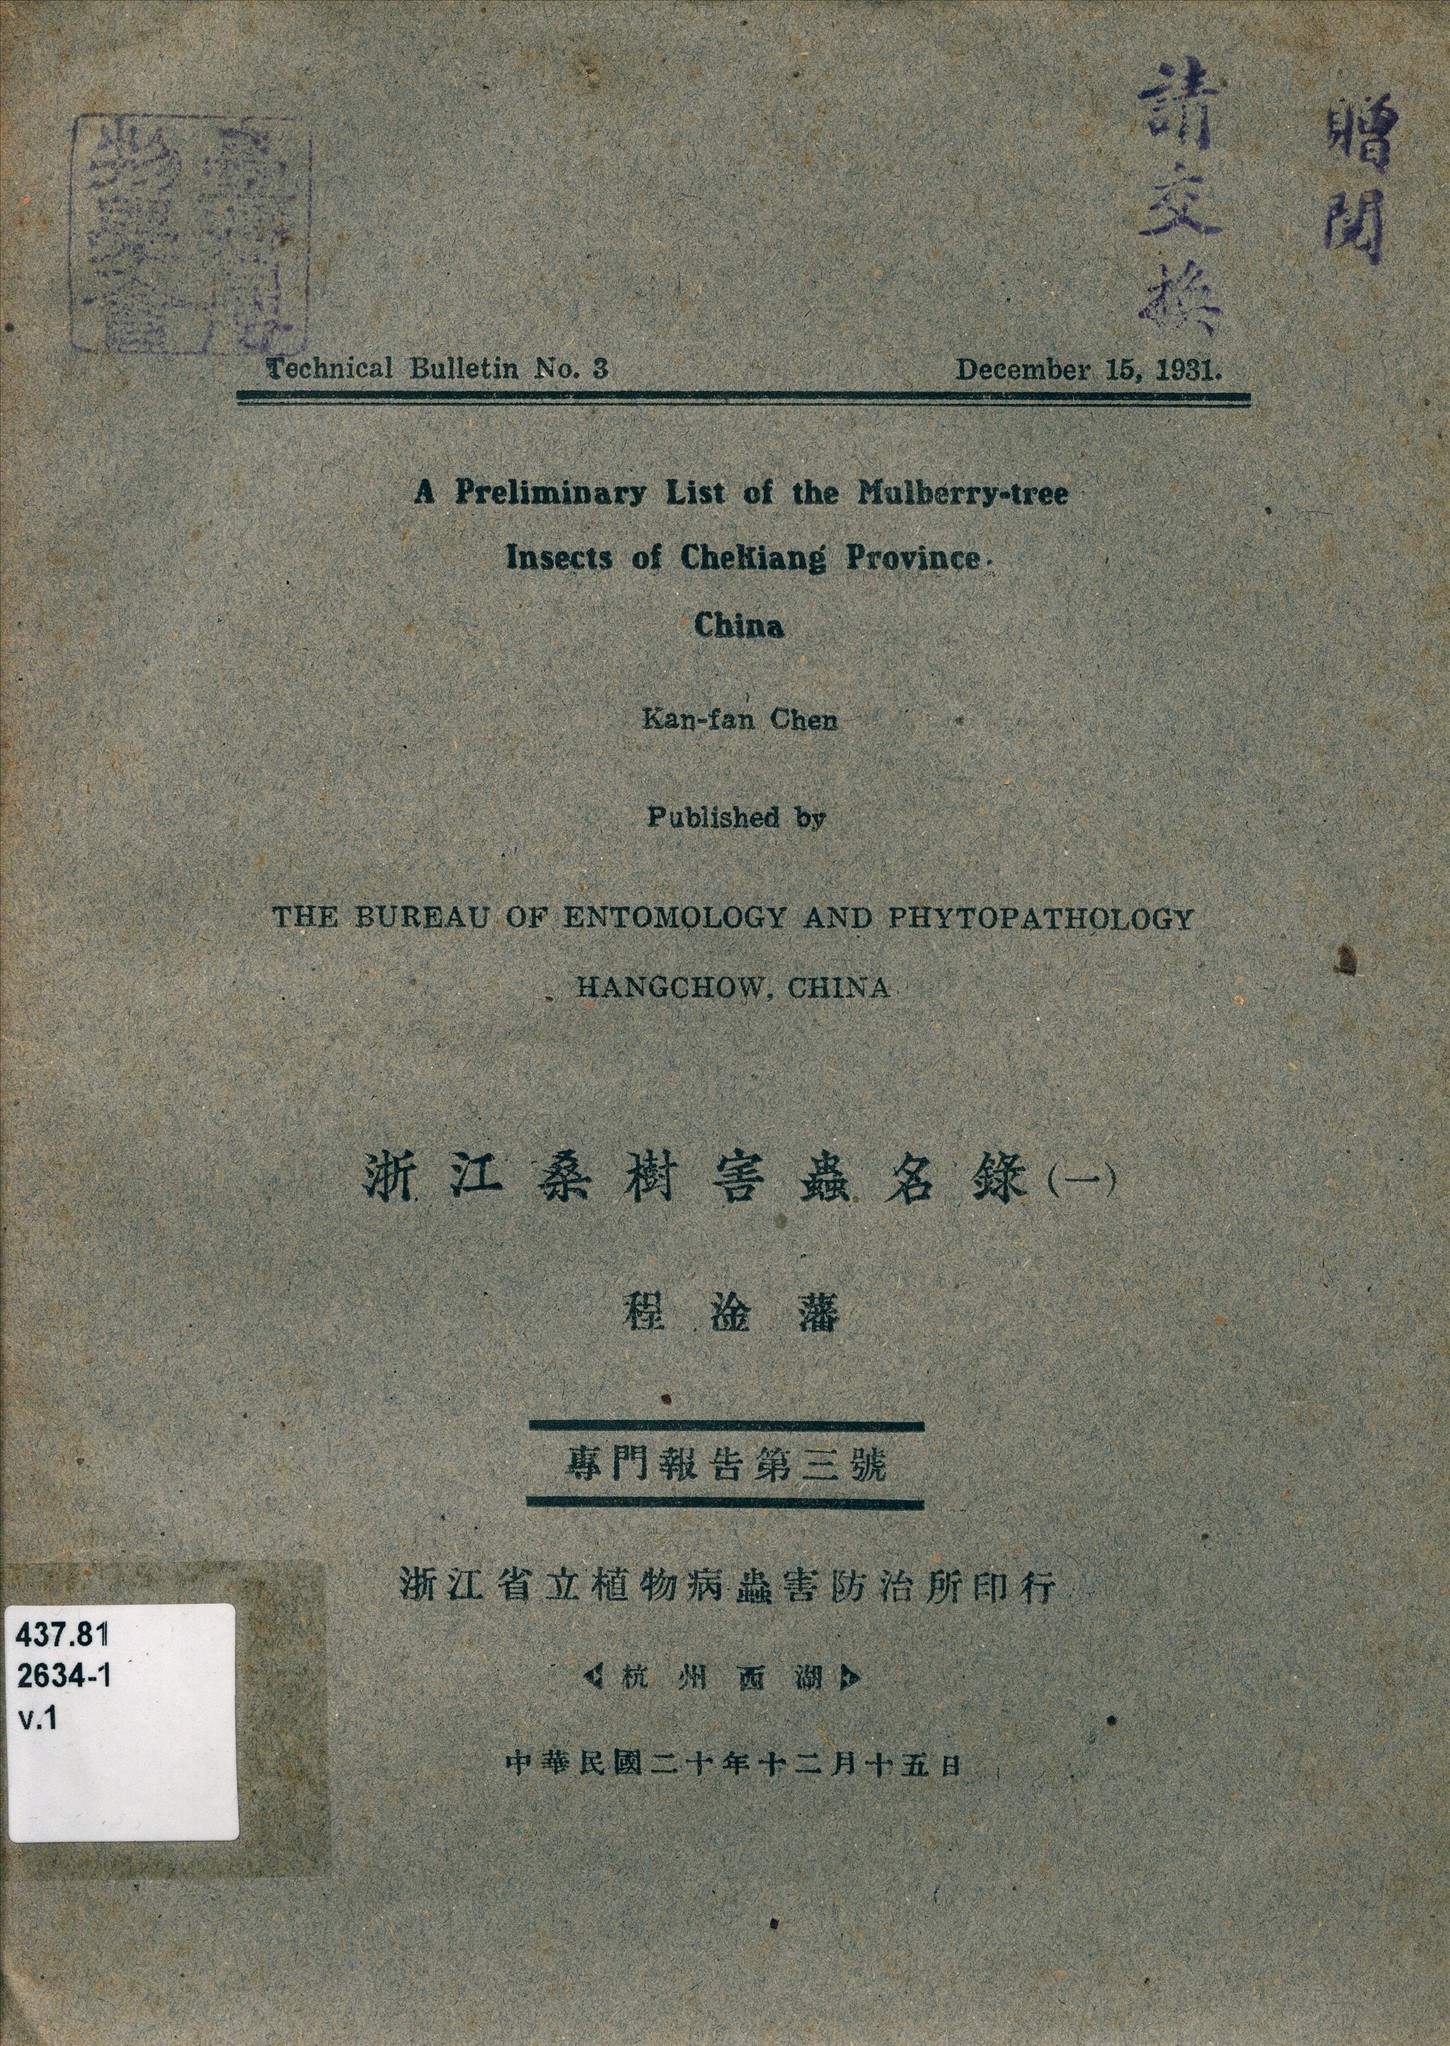 贈閱
請交換
Technical Bulletin No. 3 December 15, 1931.
A Preliminary List of the Mulberry-tree
Insects of CheKiang Province
China
Kan-fan Chen
Published by
THE BUREAU OF ENTOMOLOGY AND PHYTOPATHOLOGY
HANGCHOW, CHINA
浙江桑樹害蟲名錄(一)
程淦藩
專門報告第三號
浙江省立植物病蟲害防治所印行
杭州西湖
中華民國二十年十二月十五日
437.81
2634-1
v.1